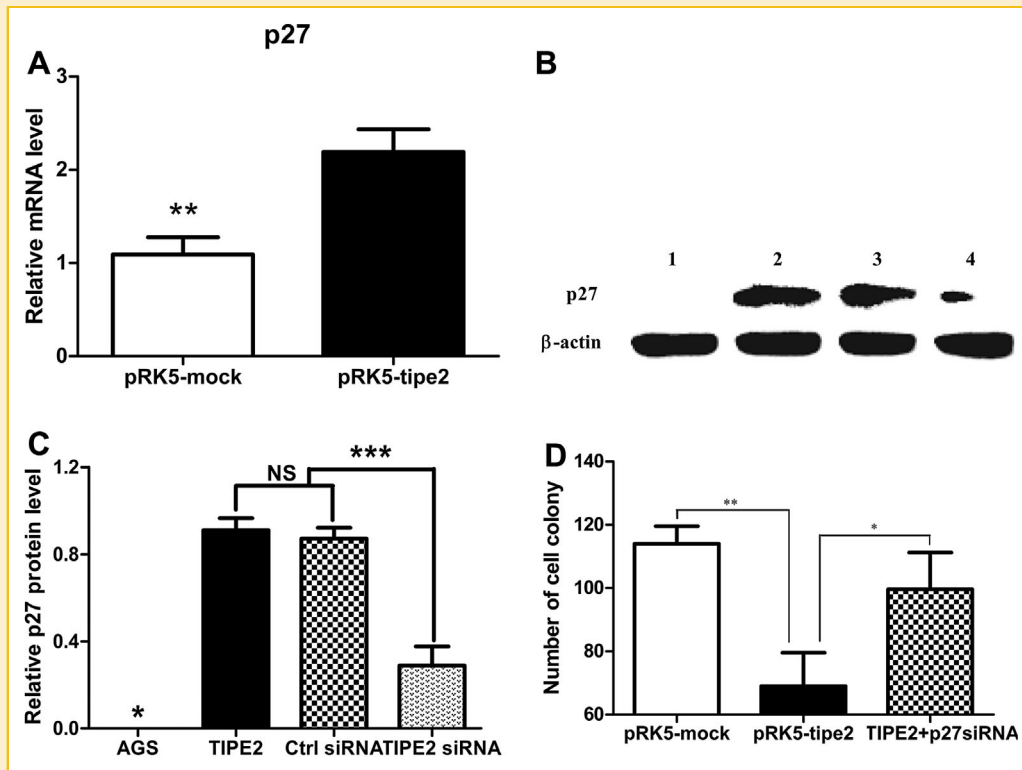 p27
A
Relative mRNA level
3
2
1
0
**
pRK5-mock
pRK5-tipe2
B
1 2 3 4
p27
β-actin
C
Relative p27 protein level
1.2
0.8
0.4
0.0
NS
***
*
AGS
TIPE2
Ctrl siRNA
TIPE2 siRNA
D
Number of cell colony
140
120
100
80
60
**
*
pRK5-mock
pRK5-tipe2
TIPE2+p27siRNA